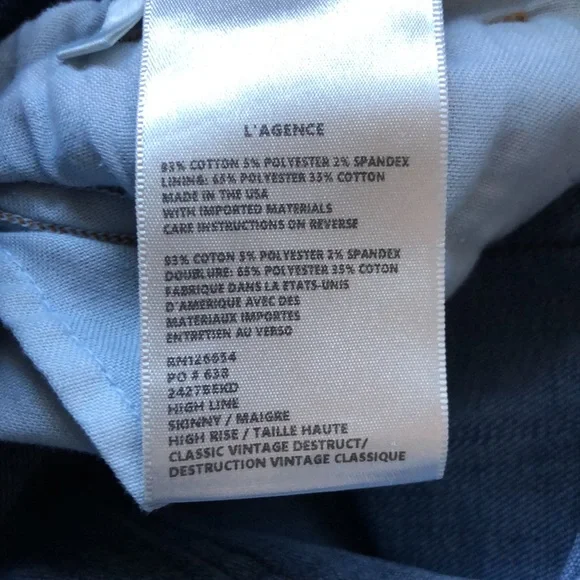 L'AGENCE
93% COTTON 5% POLYESTER 2% SPANDEX
LINING: 65% POLYESTER 35% COTTON
MADE IN THE USA
WITH IMPORTED MATERIALS
CARE INSTRUCTIONS ON REVERSE
93% COTON 5% POLYESTER 2% SPANDEX
DOUBLURE: 65% POLYESTER 35% COTON
FABRIQUE DANS LA ETATS-UNIS
D'AMERIQUE AVEC DES
MATERIAUX IMPORTES
ENTRETIEN AU VERSO
RN126654
PO # 638
2427BEKD
HIGH LINE
SKINNY / MAIGRE
HIGH RISE / TAILLE HAUTE
CLASSIC VINTAGE DESTRUCT/
DESTRUCTION VINTAGE CLASSIQUE